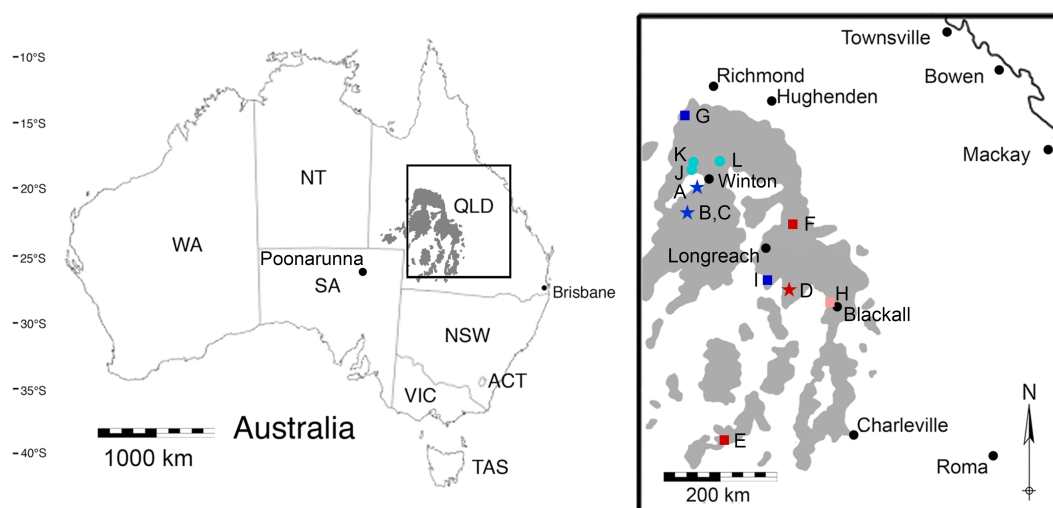 -10°S
-15°S
-20°S
-25°S
-30°S
-35°S
-40°S
NT
QLD
WA
Poonarunna
SA
Brisbane
NSW
ACT
VIC
TAS
1000 km
Australia
Townsville
Richmond
Bowen
Hughenden
G
Mackay
K
L
J
Winton
A
B,C
F
Longreach
I
D
H
Blackall
E
Charleville
Roma
N
200 km